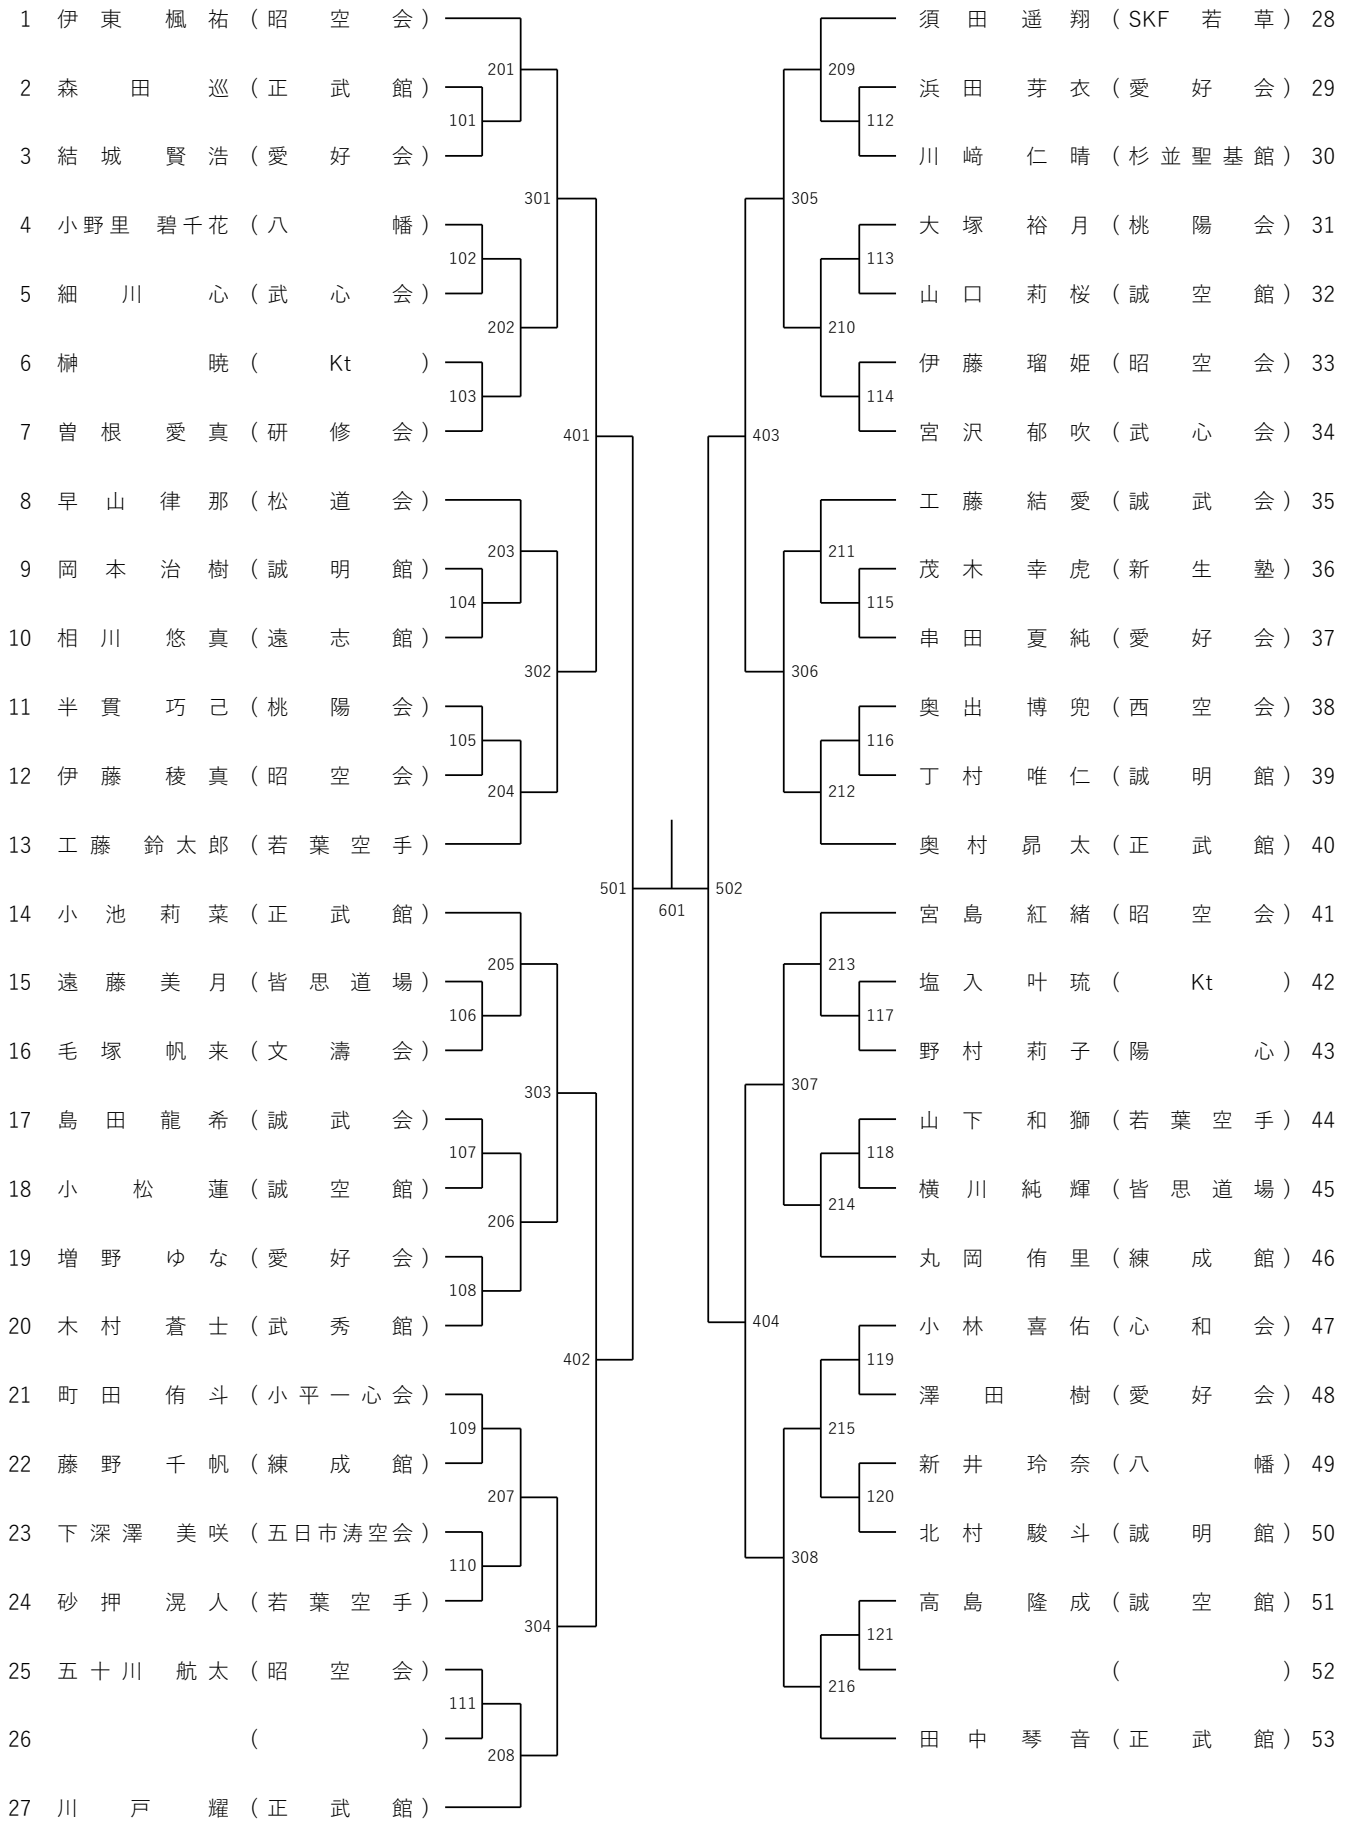 1 伊東 楓祐 (昭空会)
2 森田 巡 (正武館)
3 結城 賢浩 (愛好会)
4 小野里 碧千花 (八幡)
5 細川 心 (武心会)
6 榊 暁 (Kt)
7 曽根 愛真 (研修会)
8 早山律那 (松道会)
9 岡本治樹 (誠明館)
10 相川 悠真 (遠志館)
11 半貫 巧己 (桃陽会)
12 伊藤 稜真 (昭空会)
13 工藤 鈴太郎 (若葉空手)
14 小池莉菜 (正武館)
15 遠藤美月 (皆思道場)
16 毛塚 帆来 (文濤会)
17 島田龍希 (誠武会)
18 小松 蓮 (誠空館)
19 増野 ゆな (愛好会)
20 木村 蒼士 (武秀館)
21 町田 侑斗 (小平一心会)
22 藤野 千帆 (練成館)
23 下深澤 美咲 (五日市涛空会)
24 砂押 滉人 (若葉空手)
25 五十川 航太 (昭空会)
26 ( )
27 川戸 耀 (正武館)
201
101
301
102
202
103
401
203
104
302
105
204
501
205
106
303
107
206
108
402
109
207
110
304
111
208
601
502
209
112
305
113
210
114
403
211
115
306
116
212
213
117
307
118
214
404
119
215
120
308
121
216
須田遥翔 (SKF若草) 28
浜田 芽衣 (愛好会) 29
川﨑 仁晴 (杉並聖基館) 30
大塚 裕月 (桃陽会) 31
山口 莉桜 (誠空館) 32
伊藤 瑠姫 (昭空会) 33
宮沢 郁吹 (武心会) 34
工藤結愛 (誠武会) 35
茂木 幸虎 (新生塾) 36
串田 夏純 (愛好会) 37
奥出 博兜 (西空会) 38
丁村 唯仁 (誠明館) 39
奥村昴太 (正武館) 40
宮島 紅緒 (昭空会) 41
塩入 叶琉 (Kt) 42
野村 莉子 (陽心) 43
山下 和獅 (若葉空手) 44
横川純輝 (皆思道場) 45
丸岡 侑里 (練成館) 46
小林 喜佑 (心和会) 47
澤田 樹 (愛好会) 48
新井 玲奈 (八幡) 49
北村 駿斗 (誠明館) 50
高島 隆成 (誠空館) 51
( ) 52
田中琴音 (正武館) 53